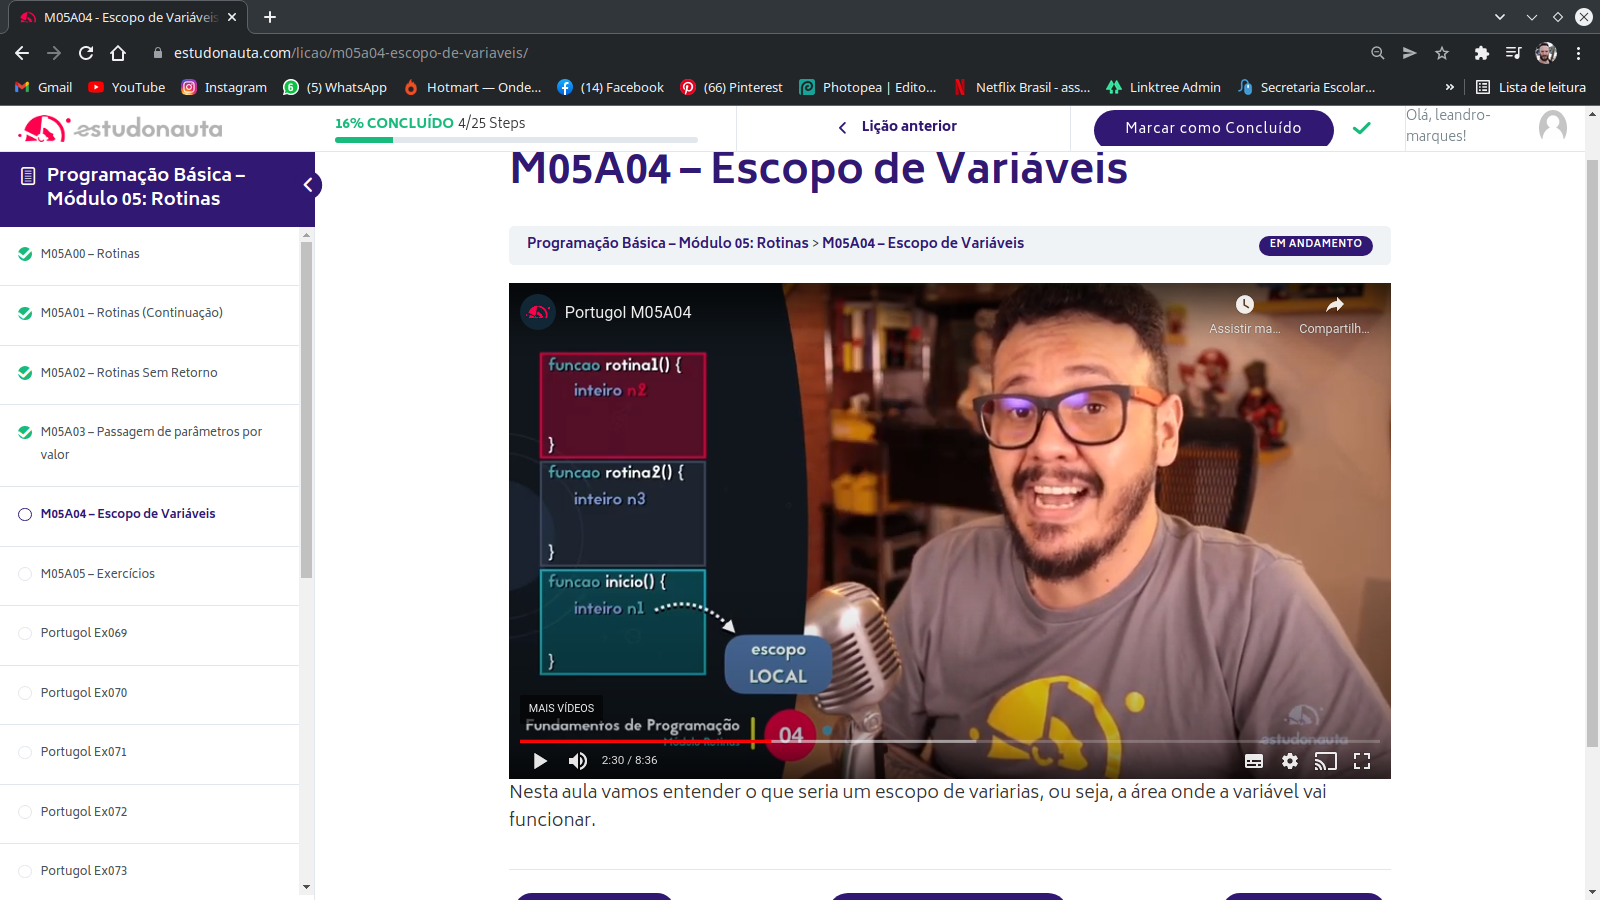 M05A04 - Escopo de Variáveis
estudonauta.com/licao/m05a04-escopo-de-variaveis/
Gmail
YouTube
Instagram
(5) WhatsApp
Hotmart — Onde...
(14) Facebook
(66) Pinterest
Photopea | Edito...
Netflix Brasil - ass...
Linktree Admin
Secretaria Escolar...
»
Lista de leitura
estudonauta
16% CONCLUÍDO 4/25 Steps
Lição anterior
Marcar como Concluído
Olá, leandro-
marques!
Programação Básica –
Módulo 05: Rotinas
M05A00 – Rotinas
M05A01 – Rotinas (Continuação)
M05A02 – Rotinas Sem Retorno
M05A03 – Passagem de parâmetros por
valor
M05A04 – Escopo de Variáveis
M05A05 – Exercícios
Portugol Ex069
Portugol Ex070
Portugol Ex071
Portugol Ex072
Portugol Ex073
M05A04 – Escopo de Variáveis
Programação Básica – Módulo 05: Rotinas > M05A04 – Escopo de Variáveis
EM ANDAMENTO
Portugol M05A04
Assistir ma...
Compartilh...
funcao rotina1() {
inteiro n2
}
funcao rotina2() {
inteiro n3
}
funcao inicio() {
inteiro n1
}
escopo
LOCAL
MAIS VÍDEOS
Fundamentos de Programação
Módulo Rotinas
04
estudonauta
2:30 / 8:36
Nesta aula vamos entender o que seria um escopo de variarias, ou seja, a área onde a variável vai
funcionar.